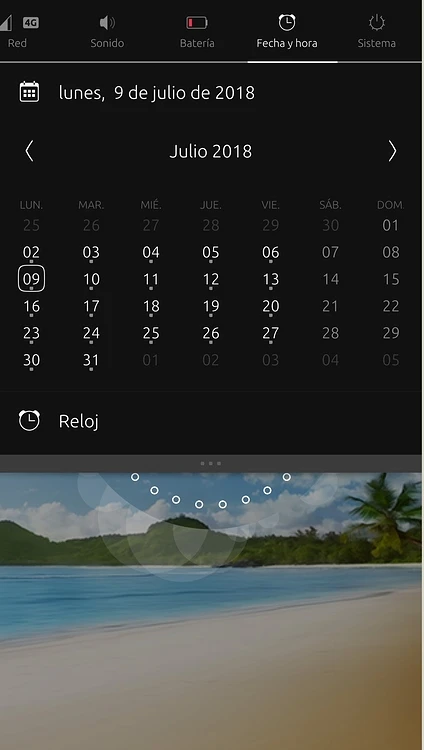 4G
Red Sonido Batería Fecha y hora Sistema
lunes, 9 de julio de 2018
Julio 2018
LUN. MAR. MIÉ. JUE. VIE. SÁB. DOM
25 26 27 28 29 30 01
02 03 04 05 06 07 08
09 10 11 12 13 14 15
16 17 18 19 20 21 22
23 24 25 26 27 28 29
30 31 01 02 03 04 05
Reloj